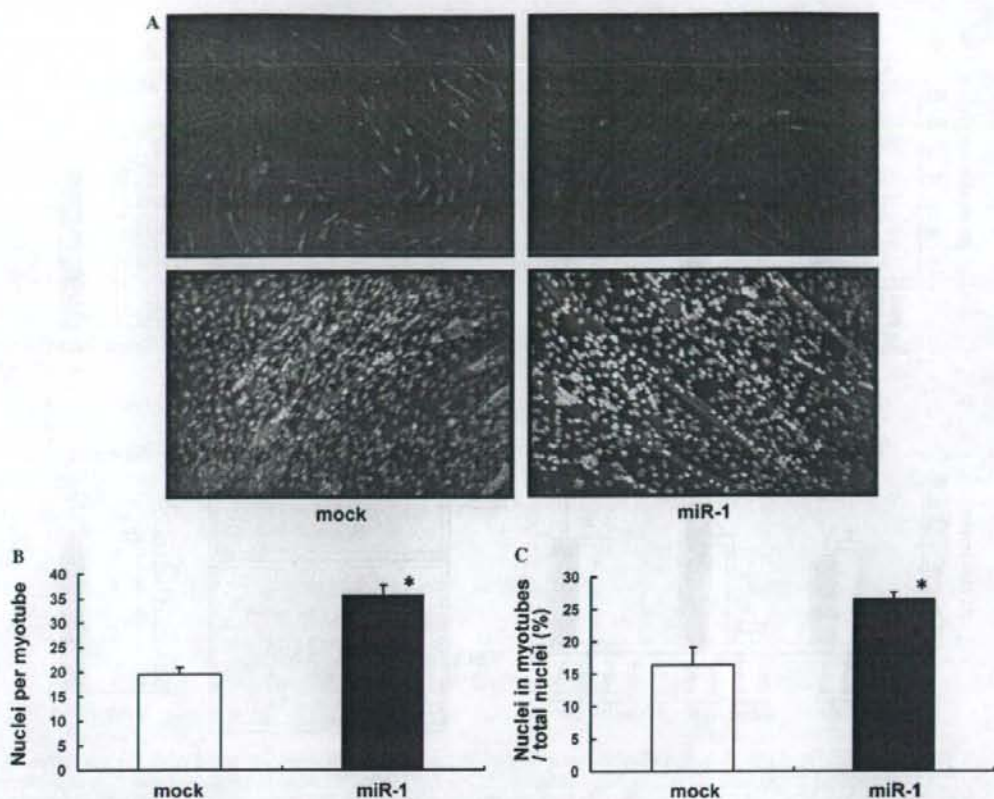 A
mock miR-1
B
Nuclei per myotube
40
35
30
25
20
15
10
5
0
*
mock miR-1
C
Nuclei in myotubes
/ total nuclei (%)
30
25
20
15
10
5
0
*
mock miR-1